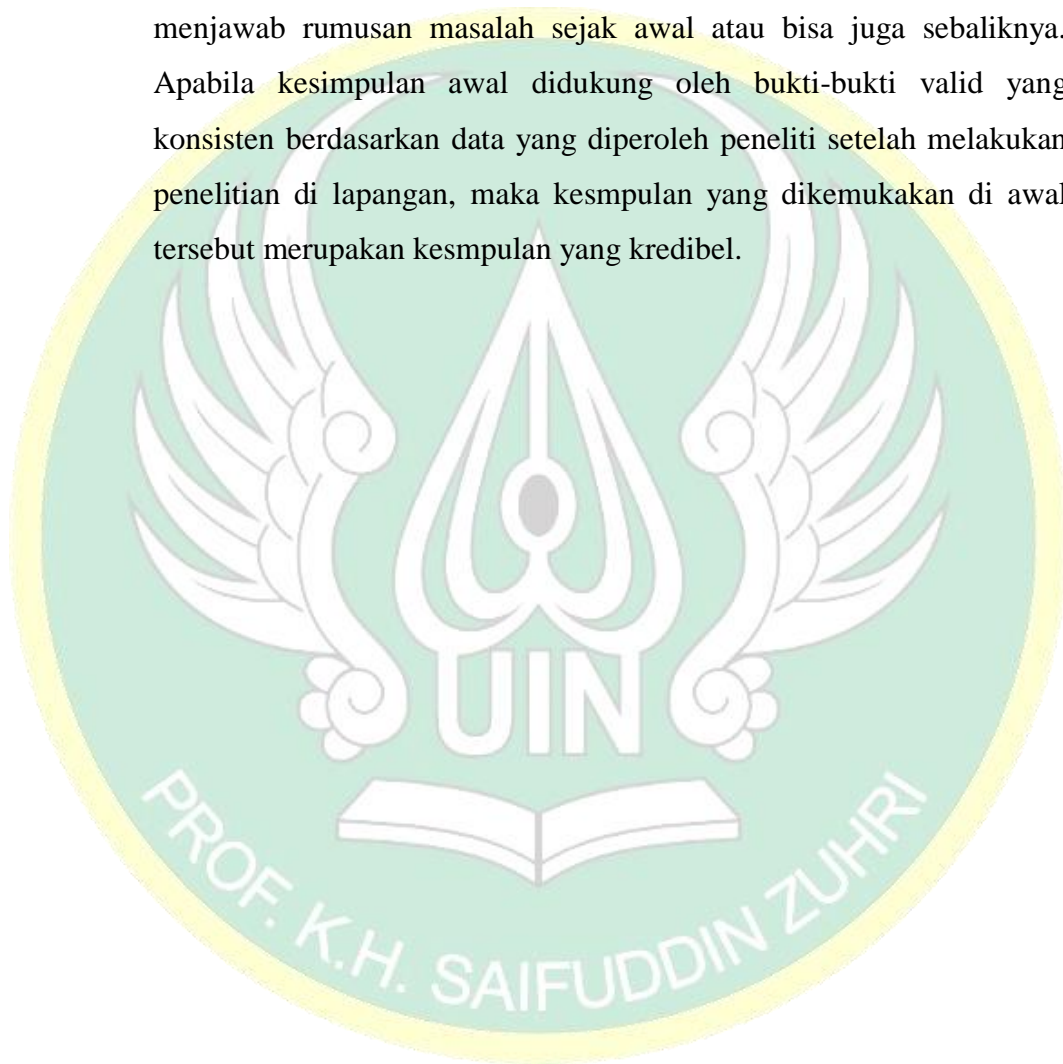 menjawab rumusan masalah sejak awal atau bisa juga sebaliknya.
Apabila kesimpulan awal didukung oleh bukti-bukti valid yang
konsisten berdasarkan data yang diperoleh peneliti setelah melakukan
penelitian di lapangan, maka kesmpulan yang dikemukakan di awal
tersebut merupakan kesmpulan yang kredibel.
UIN
PROF. K.H. SAIFUDDIN ZUHRI